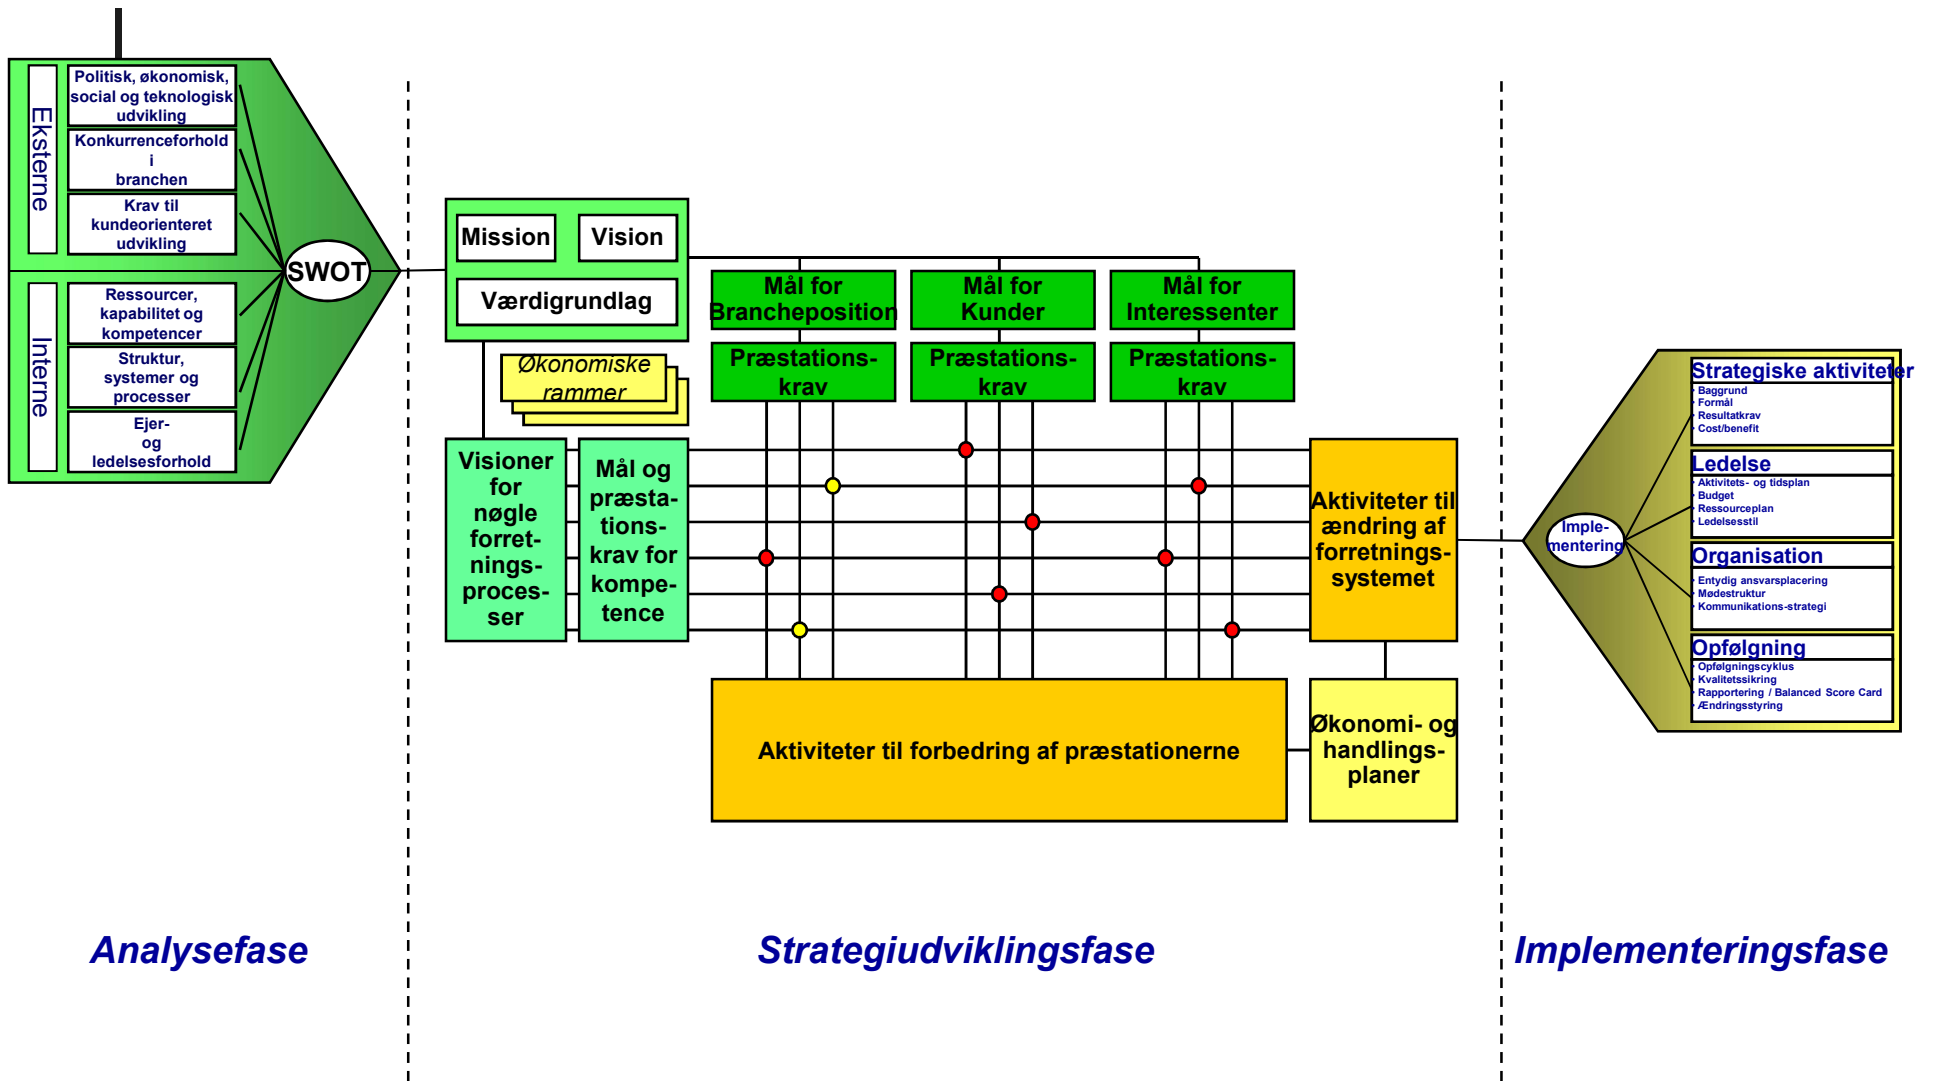 Eksterne
Politisk, økonomisk,
social og teknologisk
udvikling
Konkurrenceforhold
i
branchen
Krav til
kundeorienteret
udvikling
SWOT
Interne
Ressourcer,
kapabilitet og
kompetencer
Struktur,
systemer og
processer
Ejer-
og
ledelsesforhold
Mission
Vision
Værdigrundlag
Økonomiske
rammer
Mål for
Brancheposition
Mål for
Kunder
Mål for
Interessenter
Præstations-
krav
Præstations-
krav
Præstations-
krav
Visioner
for
nøgle
forret-
nings-
proces-
ser
Mål og
præsta-
tions-
krav for
kompe-
tence
Aktiviteter til
ændring af
forretnings-
systemet
Aktiviteter til forbedring af præstationerne
Økonomi- og
handlings-
planer
Imple-
mentering
Strategiske aktiviteter
• Baggrund
• Formål
• Resultatkrav
• Cost/benefit
Ledelse
• Aktivitets- og tidsplan
• Budget
• Ressourceplan
• Ledelsesstil
Organisation
• Entydig ansvarsplacering
• Mødestruktur
• Kommunikations-strategi
Opfølgning
• Opfølgningscyklus
• Kvalitetssikring
• Rapportering / Balanced Score Card
• Ændringsstyring
Analysefase
Strategiudviklingsfase
Implementeringsfase